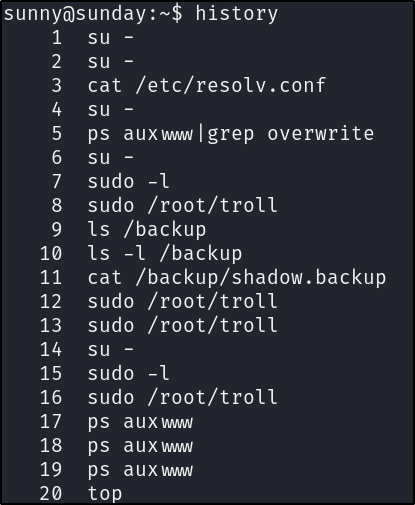 sunny@sunday:~$ history
1 su -
2 su -
3 cat /etc/resolv.conf
4 su -
5 ps auxwww|grep overwrite
6 su -
7 sudo -l
8 sudo /root/troll
9 ls /backup
10 ls -l /backup
11 cat /backup/shadow.backup
12 sudo /root/troll
13 sudo /root/troll
14 su -
15 sudo -l
16 sudo /root/troll
17 ps auxwww
18 ps auxwww
19 ps auxwww
20 top